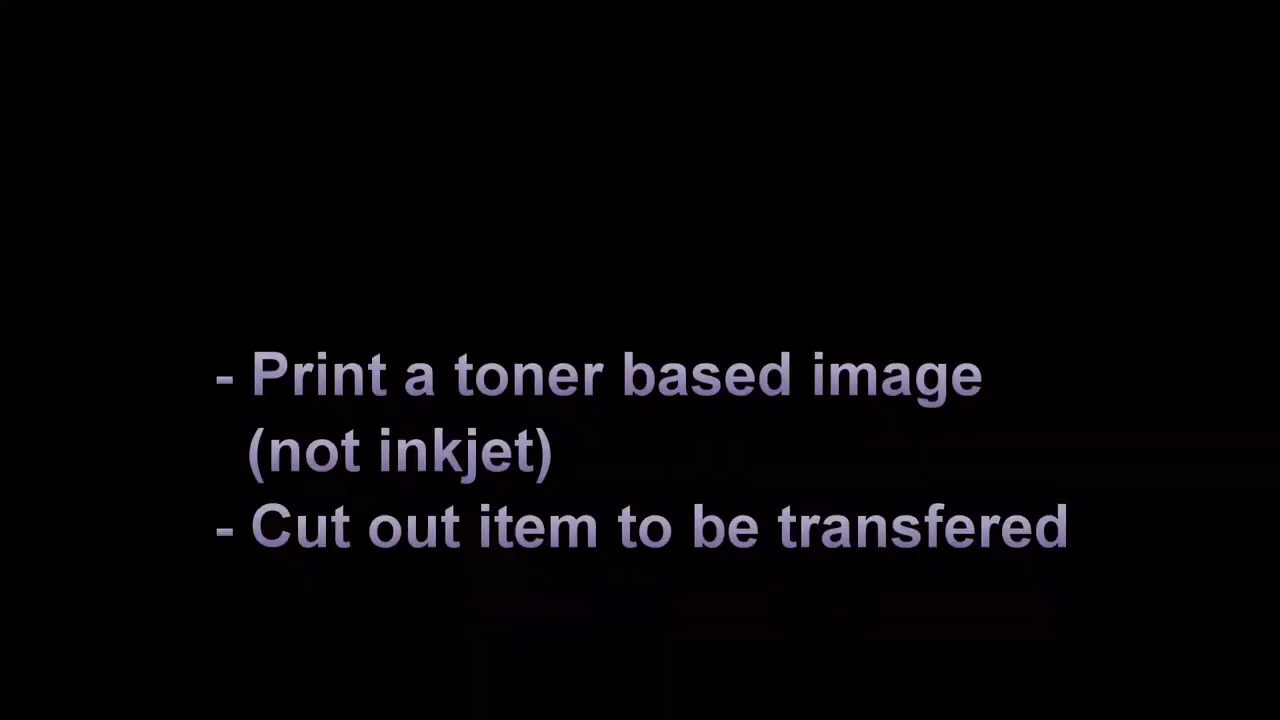 - Print a toner based image
(not inkjet)
- Cut out item to be transfered